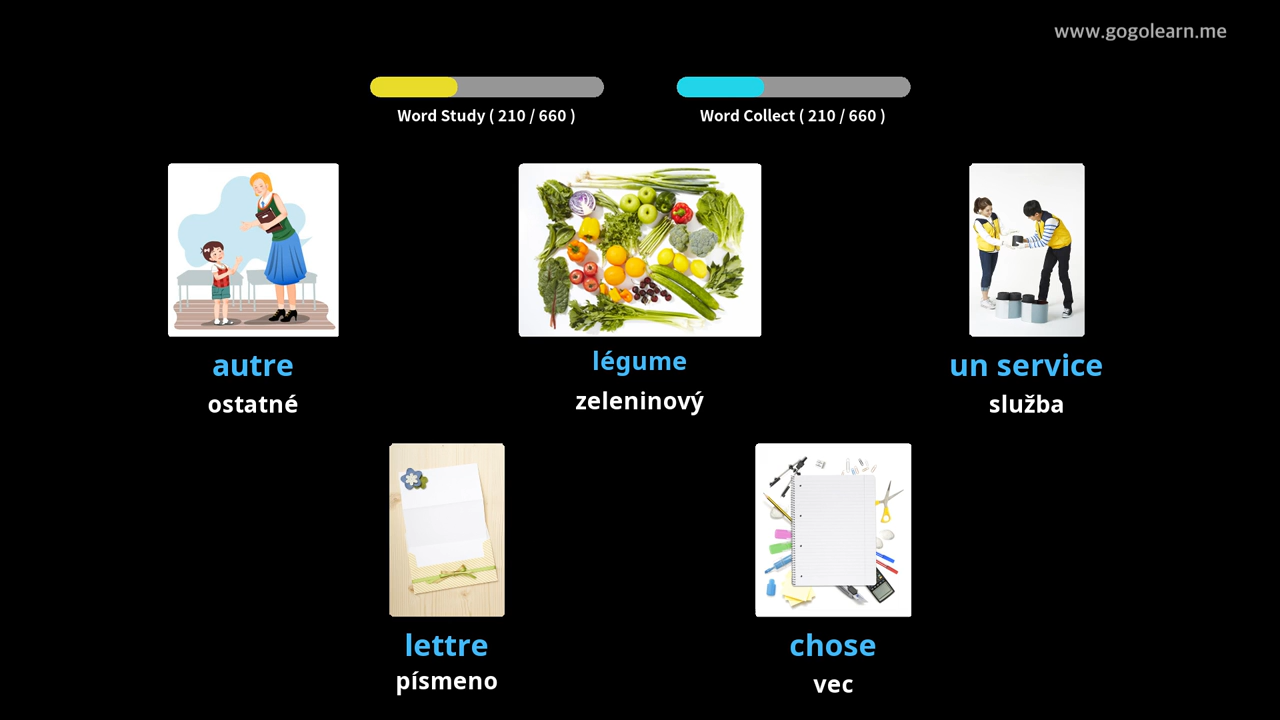 www.gogolearn.me
Word Study ( 210 / 660 )
Word Collect ( 210 / 660 )
autre
ostatné
légume
zeleninový
un service
služba
lettre
písmeno
chose
vec